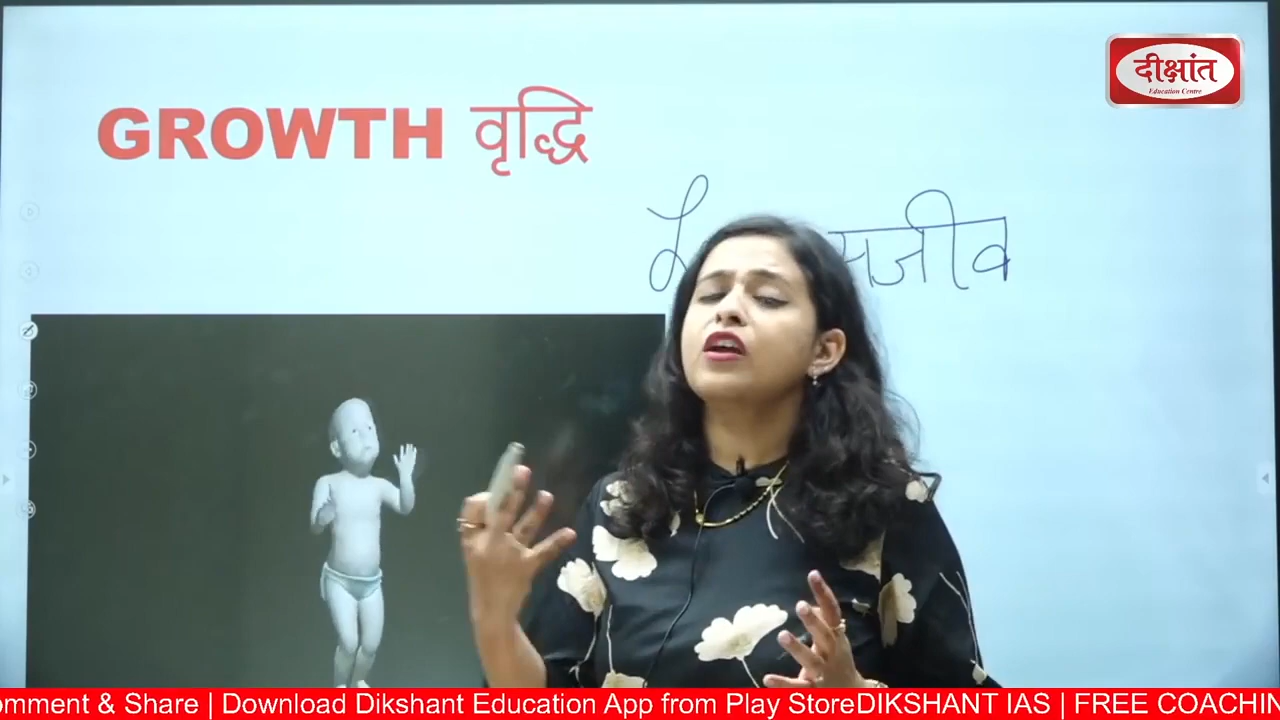 दीक्षांत
Education Centre
GROWTH वृद्धि
सजीव
omment & Share | Download Dikshant Education App from Play StoreDIKSHANT IAS | FREE COACHIN